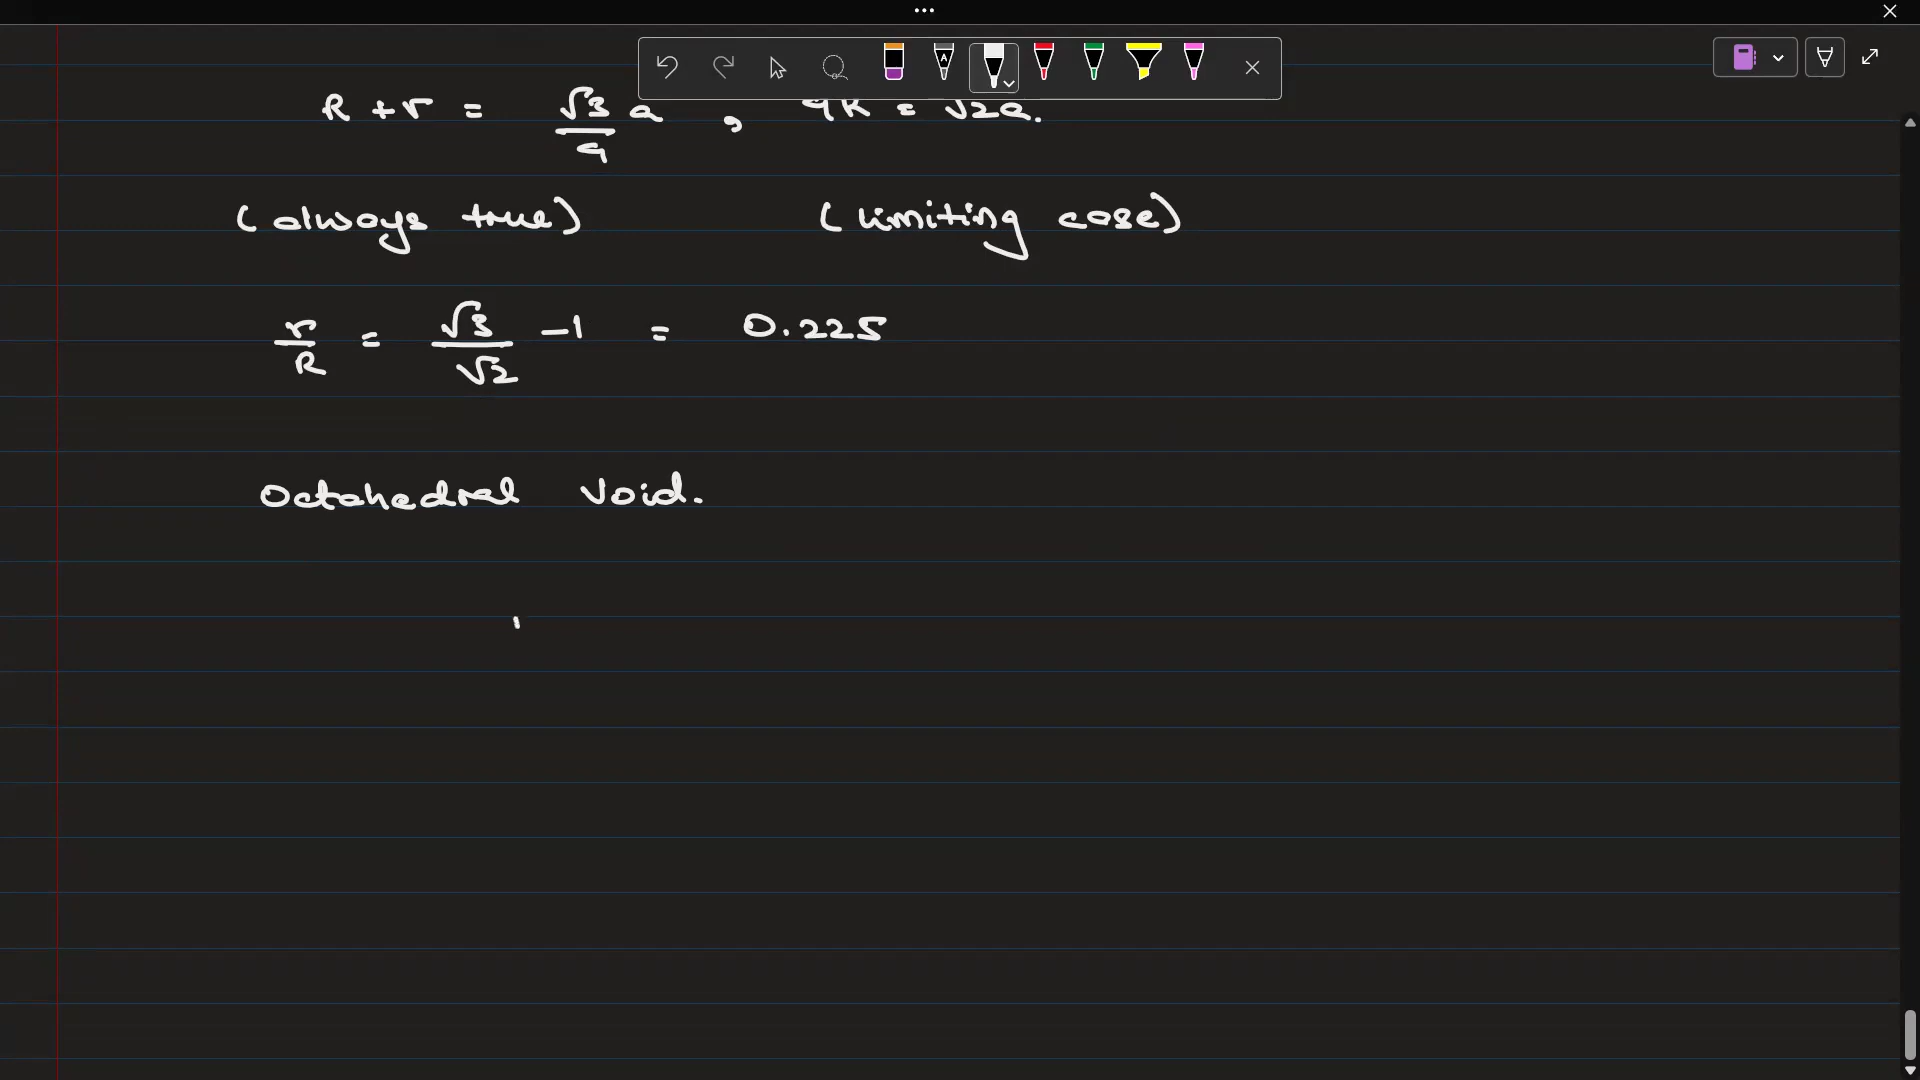 R + r = √3/4 a , 4R = √2a.
(always true) (limiting case)
r/R = √3/√2 -1 = 0.225
Octahedral Void.